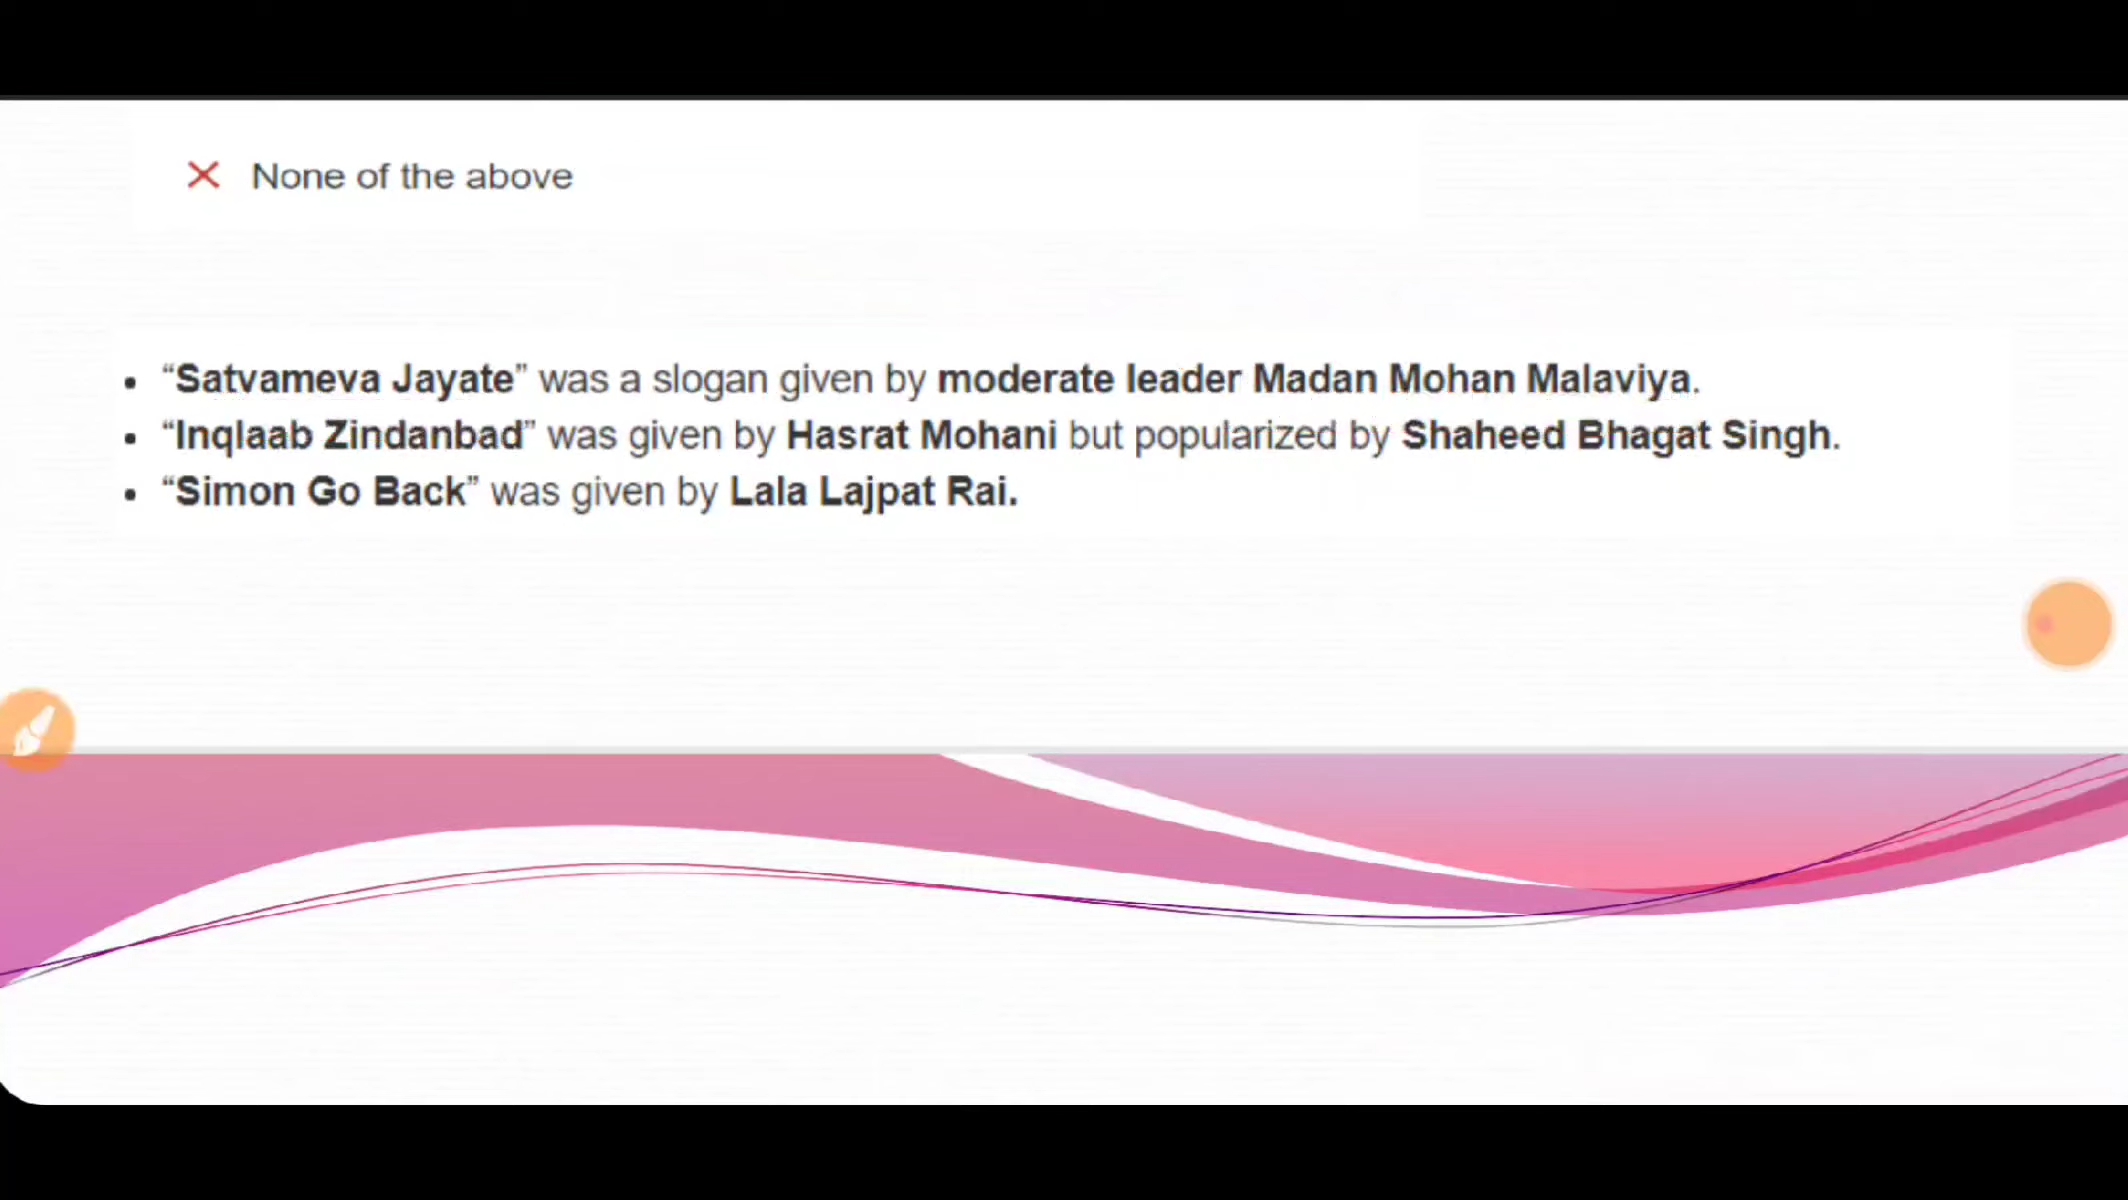 None of the above
“Satvameva Jayate” was a slogan given by moderate leader Madan Mohan Malaviya.
“Inqlaab Zindanbad” was given by Hasrat Mohani but popularized by Shaheed Bhagat Singh.
“Simon Go Back” was given by Lala Lajpat Rai.